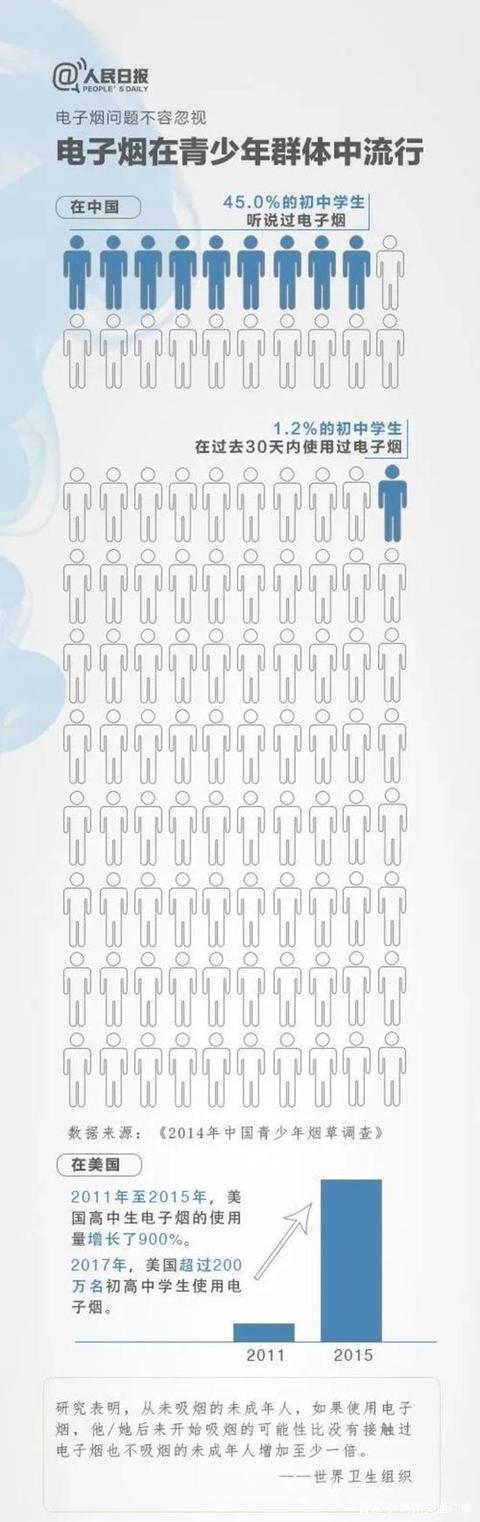 @人民日报
PEOPLE'S DAILY
电子烟问题不容忽视
电子烟在青少年群体中流行
在中国
45.0%的初中学生
听说过电子烟
1.2%的初中学生
在过去30天内使用过电子烟
数据来源：《2014年中国青少年烟草调查》
在美国
2011年至2015年，美
国高中生电子烟的使用
量增长了900%。
2017年，美国超过200
万名初高中学生使用电
子烟。
2011
2015
研究表明，从未吸烟的未成年人，如果使用电子
烟，他/她后来开始吸烟的可能性比没有接触过
电子烟也不吸烟的未成年人增加至少一倍。
——世界卫生组织